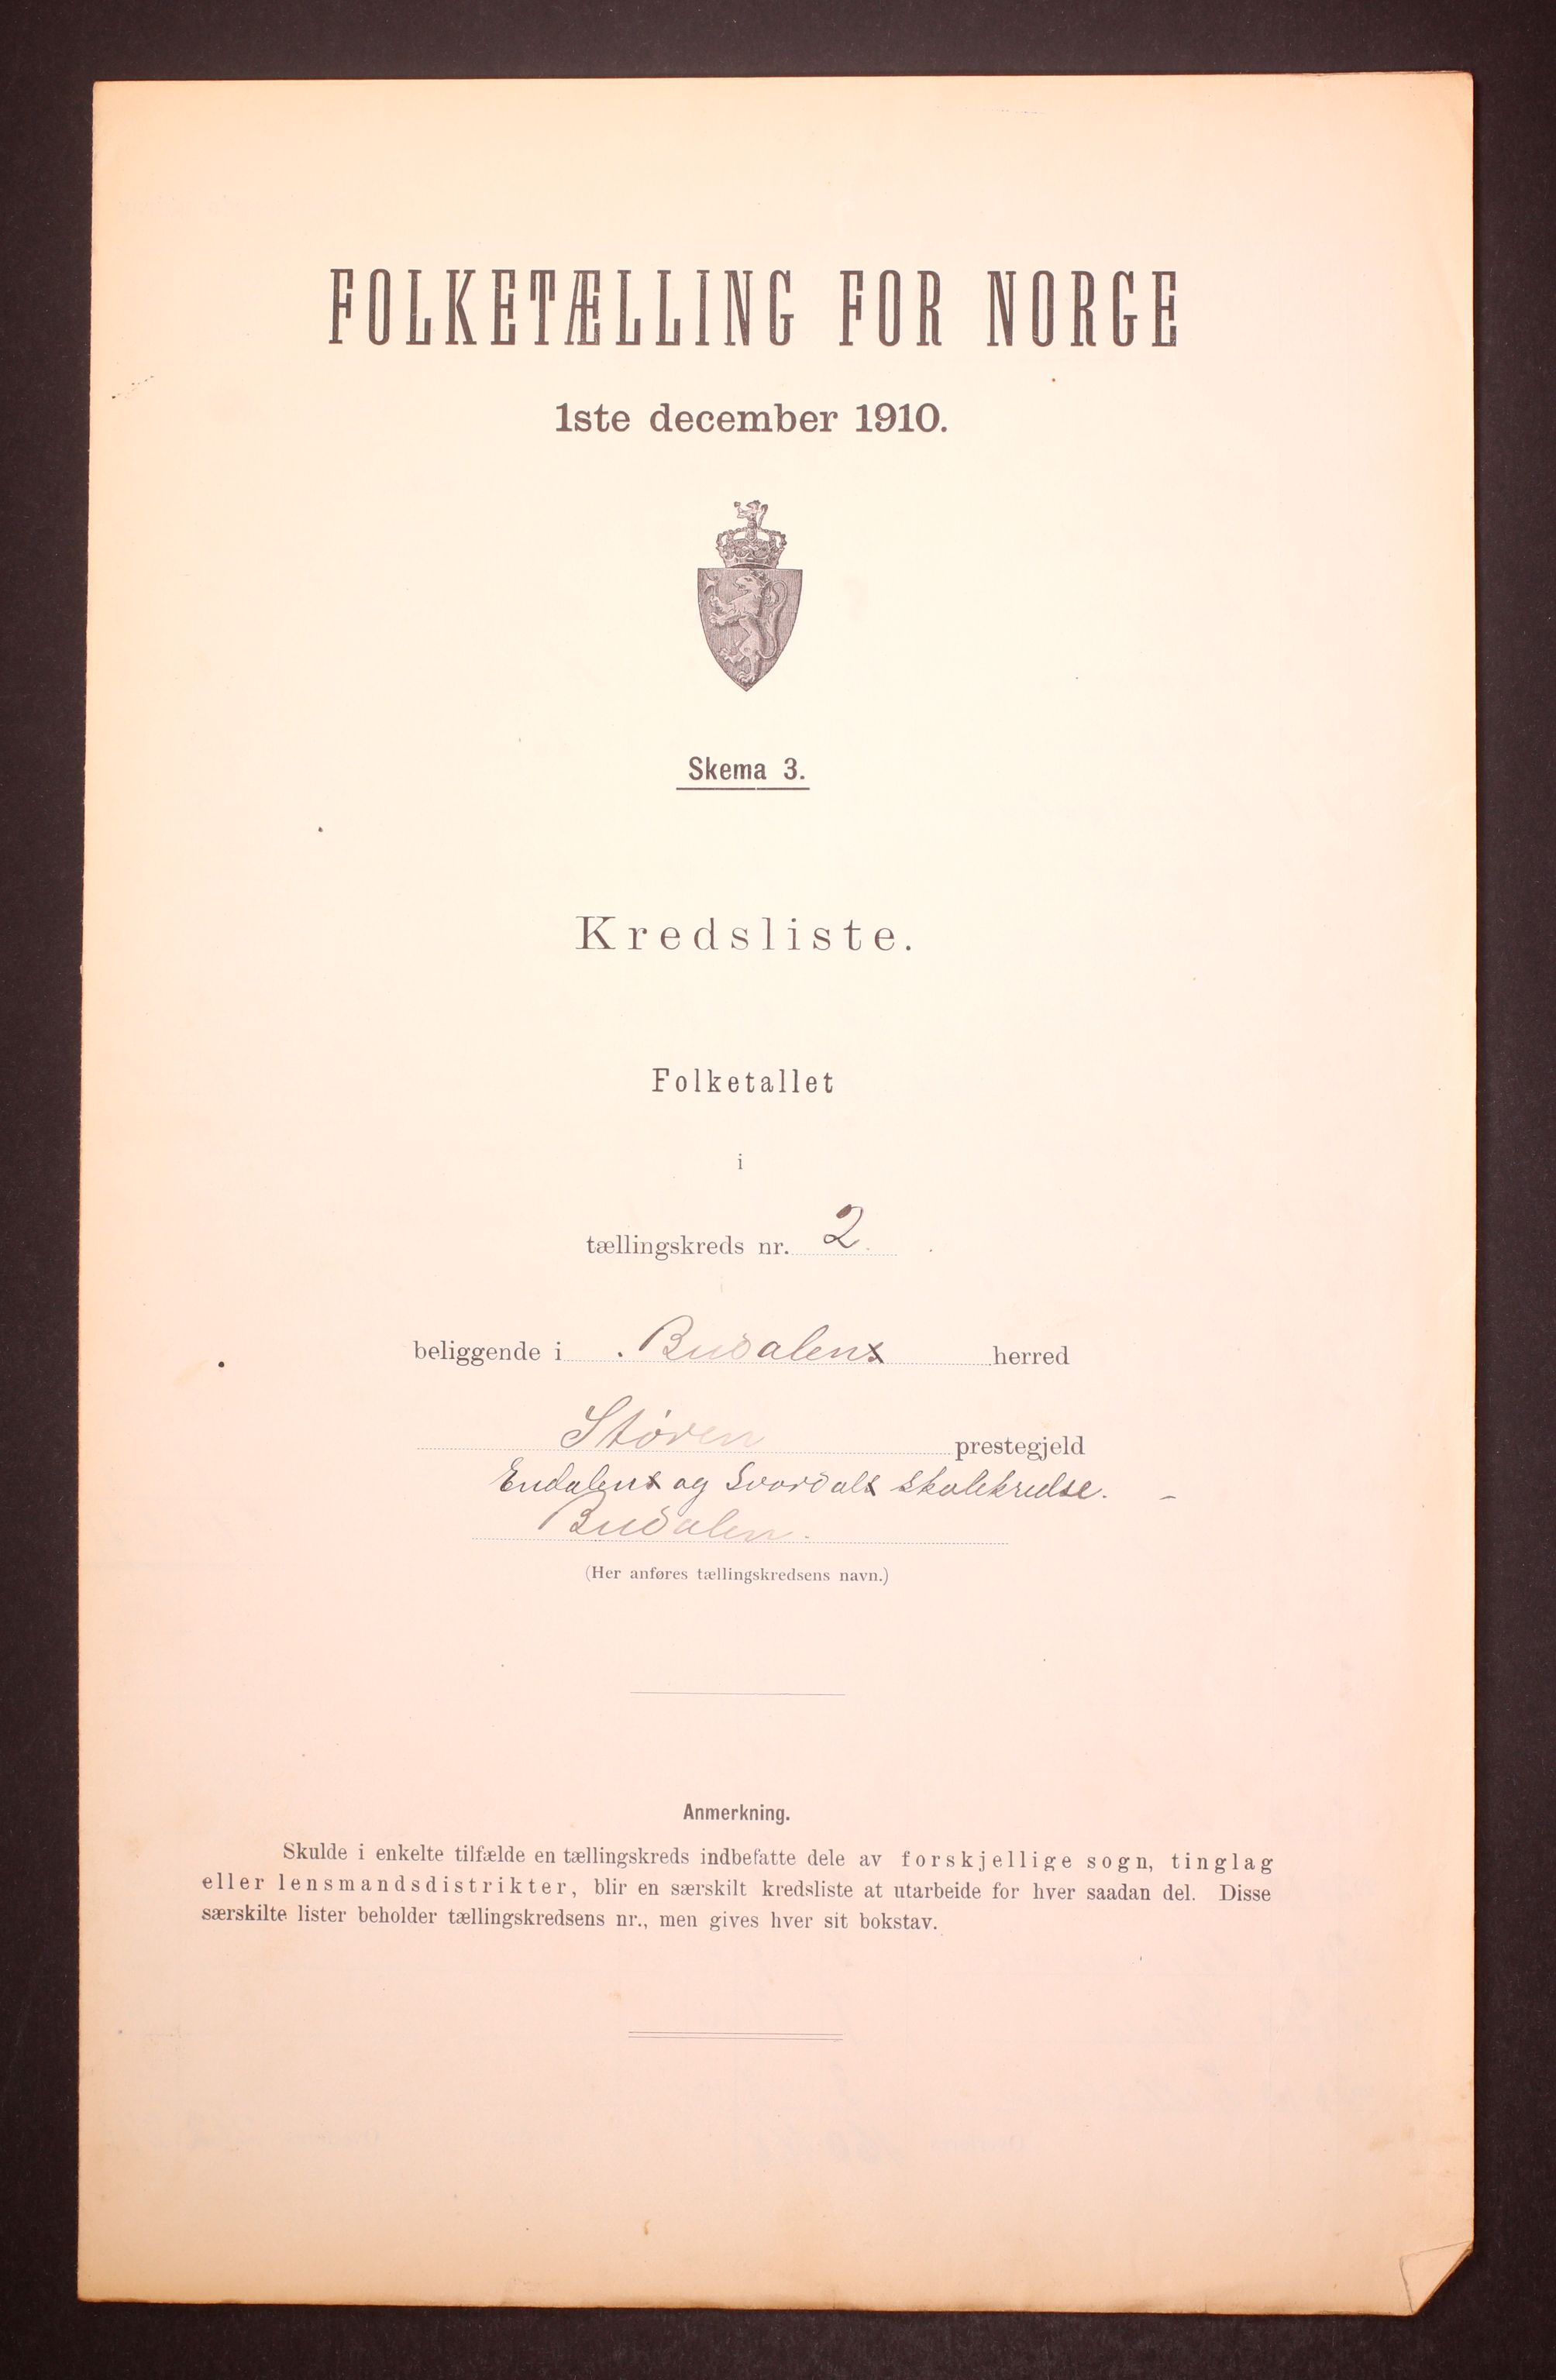 FOLKETÆLLING FOR NORGE
1ste december 1910.
Skema 3.
Kredsliste.
Folketallet
i
tællingskreds nr. 2
beliggende i Budalens herred
Støren prestegjeld
Endalens og Svardals skolekredse.
Budalen.
(Her anføres tællingskredsens navn.)
Anmerkning.
Skulde i enkelte tilfælde en tællingskreds indbefatte dele av forskjellige sogn, tinglag
eller lensmandsdistrikter, blir en særskilt kredsliste at utarbeide for hver saadan del. Disse
særskilte lister beholder tællingskredsens nr., men gives hver sit bokstav.